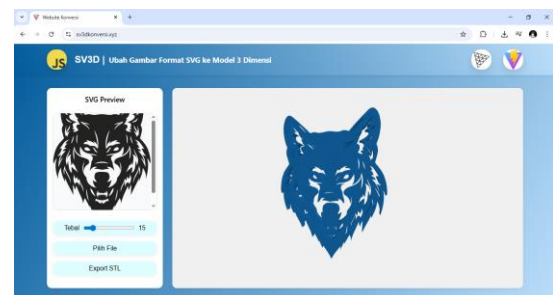 Website Konversi
sv3dkonversi.xyz
JS
SV3D | Ubah Gambar Format SVG ke Model 3 Dimensi
SVG Preview
Tebal 15
Pilih File
Export STL